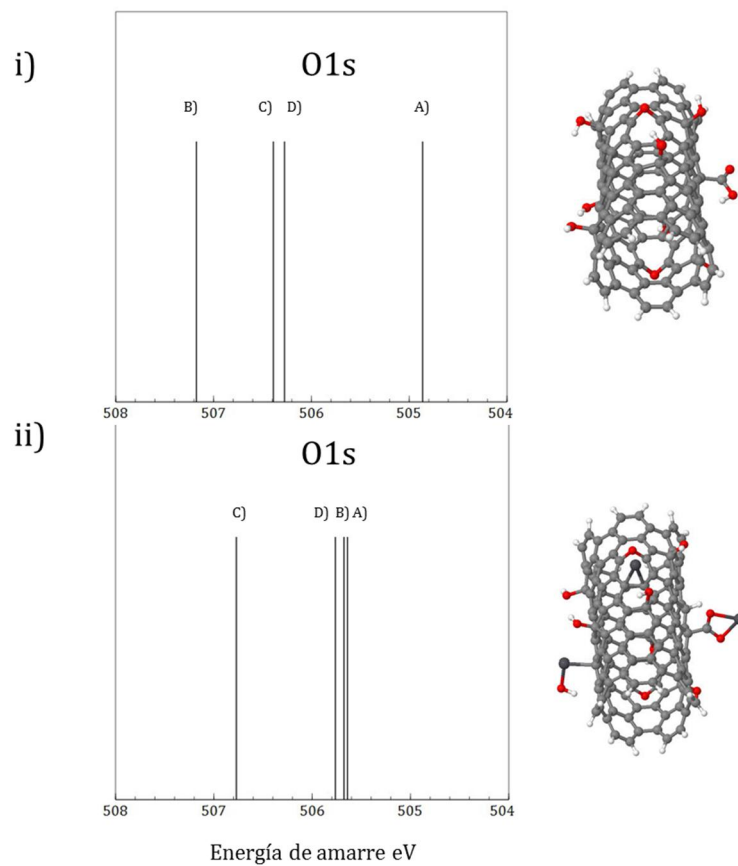 i)
O1s
B) C) D) A)
508 507 506 505 504
ii)
O1s
C) D) B) A)
508 507 506 505 504
Energía de amarre eV